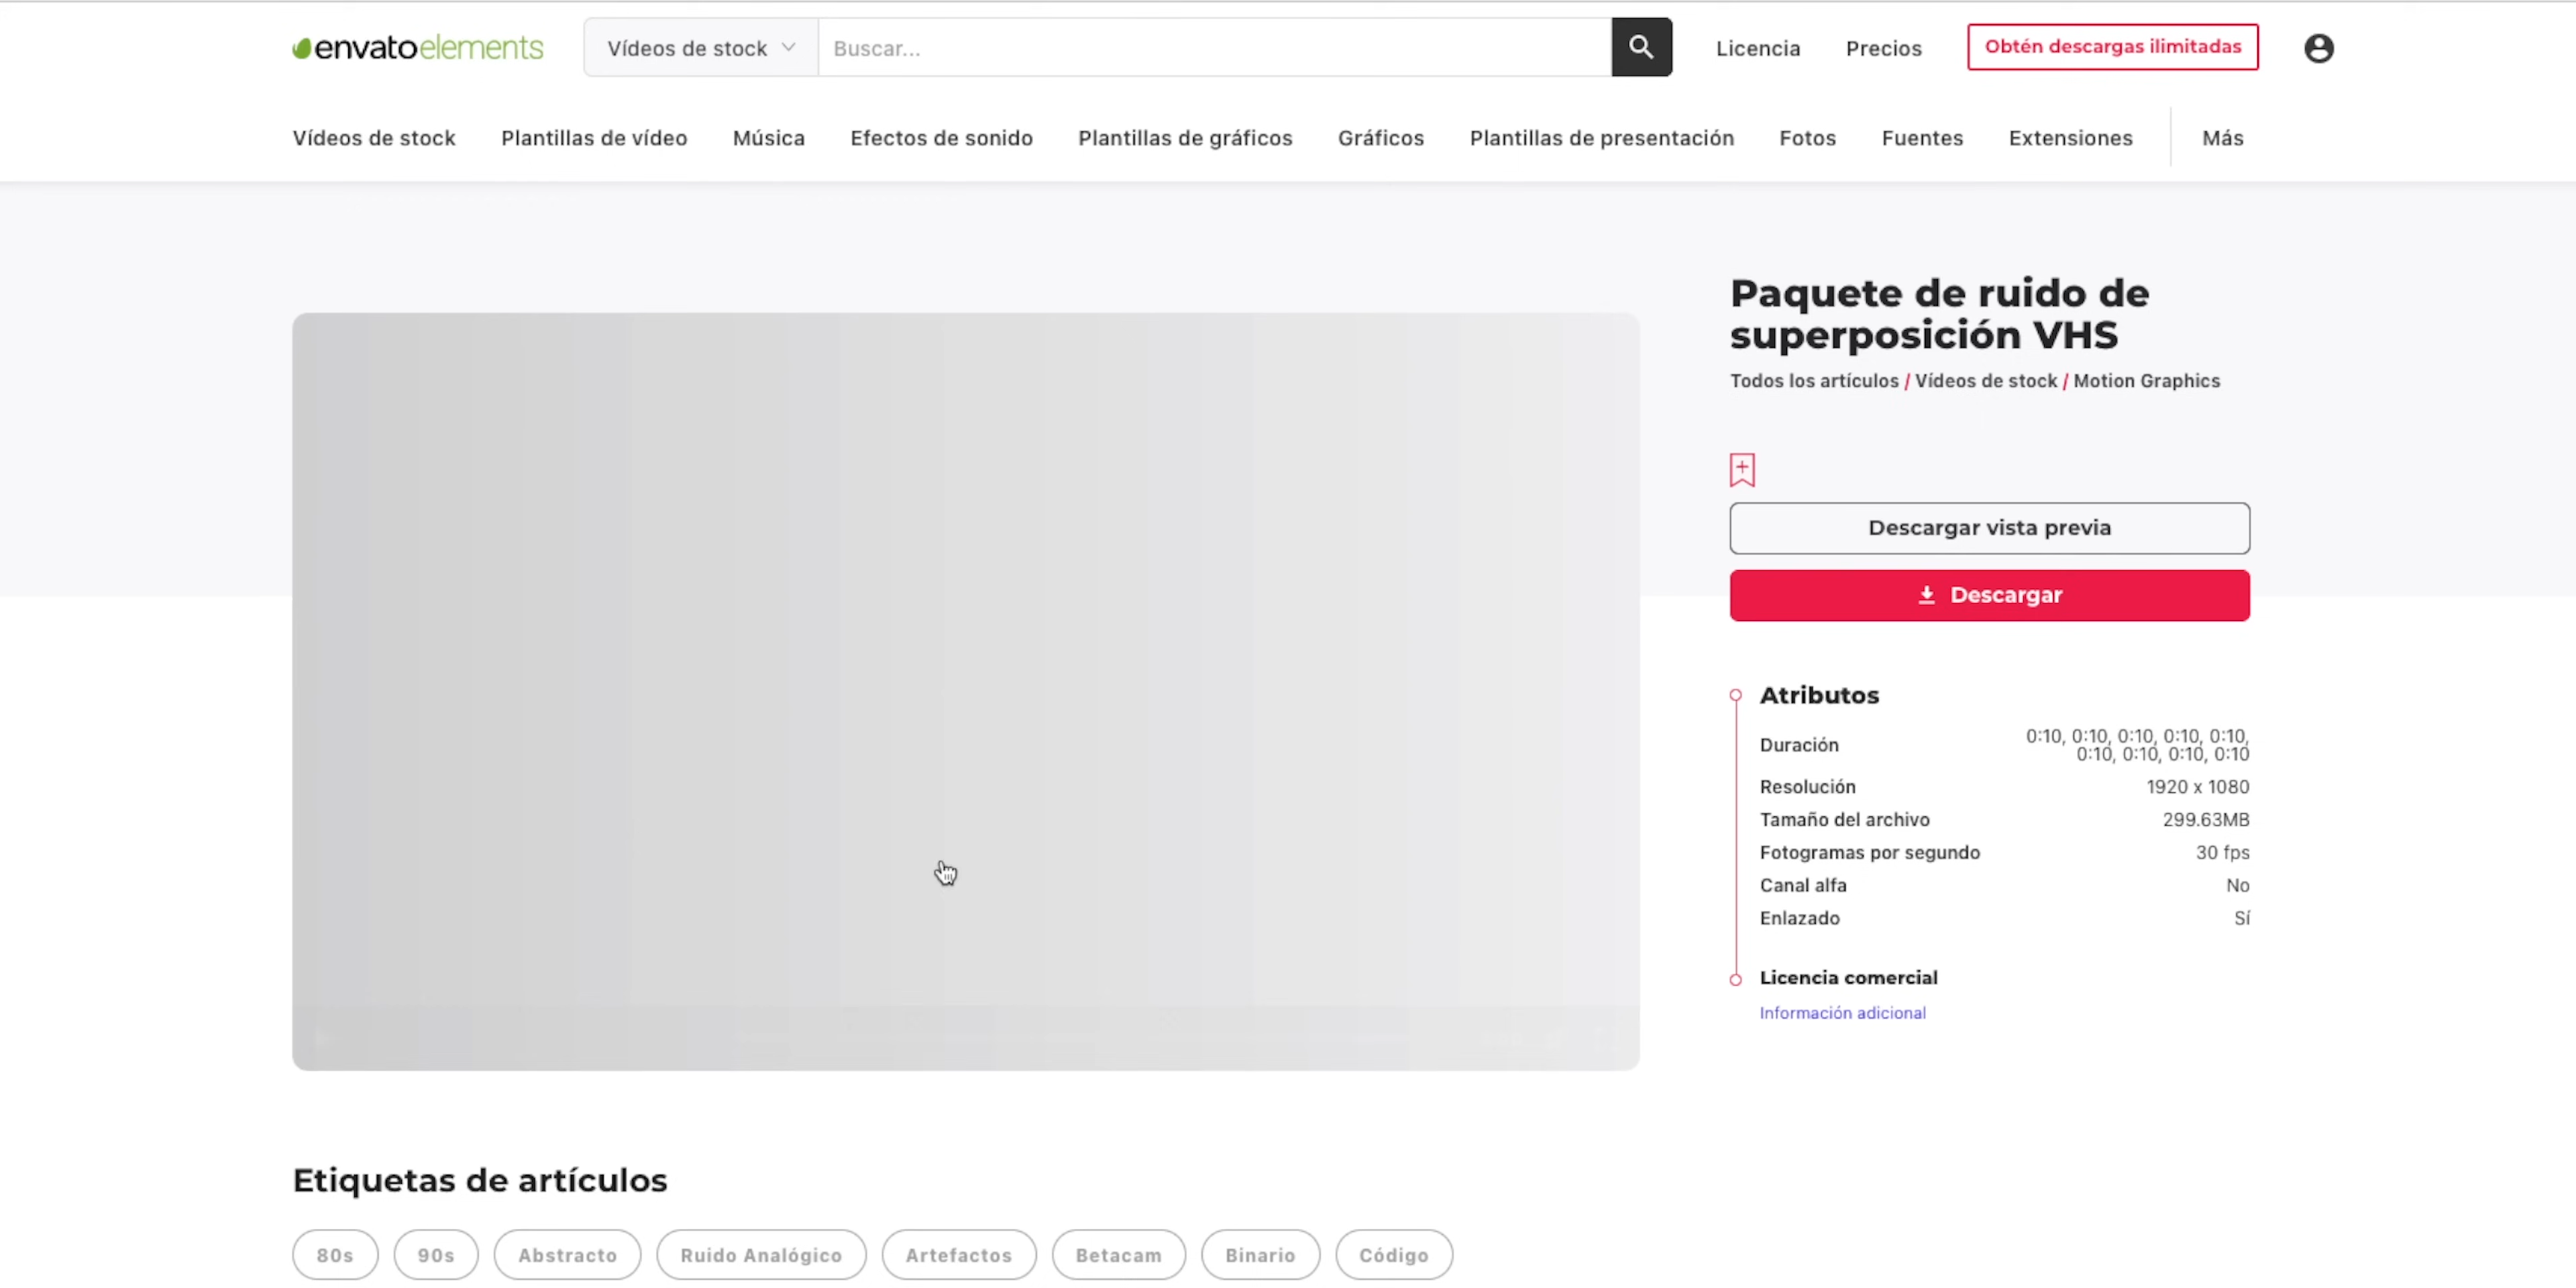 envatoelements
Vídeos de stock
Buscar...
Licencia
Precios
Obtén descargas ilimitadas
Vídeos de stock
Plantillas de vídeo
Música
Efectos de sonido
Plantillas de gráficos
Gráficos
Plantillas de presentación
Fotos
Fuentes
Extensiones
Más
Paquete de ruido de
superposición VHS
Todos los artículos / Vídeos de stock / Motion Graphics
Descargar vista previa
Descargar
Atributos
Duración
0:10, 0:10, 0:10, 0:10, 0:10,
0:10, 0:10, 0:10, 0:10
Resolución 1920 x 1080
Tamaño del archivo 299.63MB
Fotogramas por segundo 30 fps
Canal alfa No
Enlazado Sí
Licencia comercial
Información adicional
Etiquetas de artículos
80s
90s
Abstracto
Ruido Analógico
Artefactos
Betacam
Binario
Código